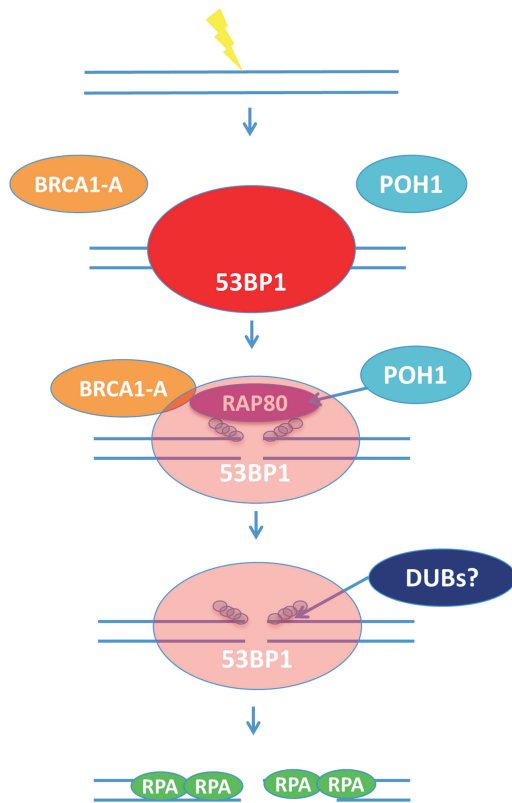 BRCA1-A
POH1
53BP1
BRCA1-A
RAP80
POH1
53BP1
DUBs?
53BP1
RPA RPA RPA RPA